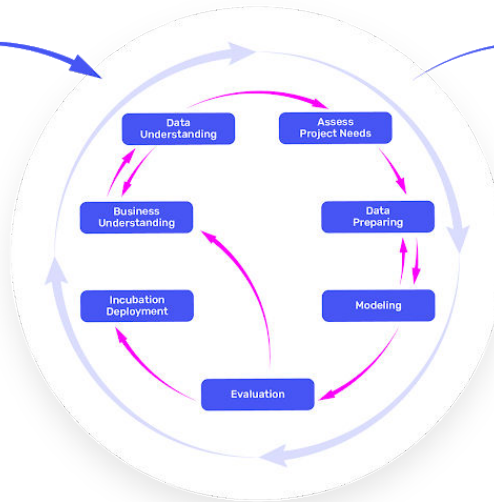 Data
Understanding
Assess
Project Needs
Business
Understanding
Data
Preparing
Incubation
Deployment
Modeling
Evaluation